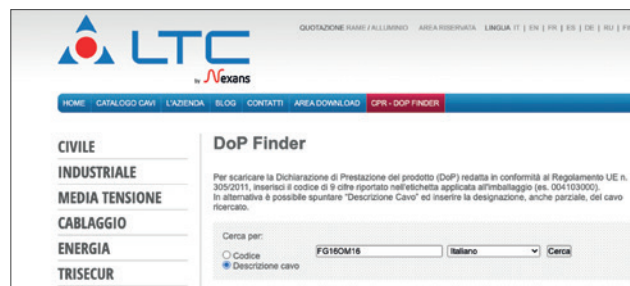 QUOTAZIONE RAME / ALLUMINIO AREA RISERVATA LINGUA IT | EN | FR | ES | DE | RU |
LTC
by Nexans
HOME CATALOGO CAVI L'AZIENDA BLOG CONTATTI AREA DOWNLOAD CPR - DOP FINDER
CIVILE
INDUSTRIALE
MEDIA TENSIONE
CABLAGGIO
ENERGIA
TRISECUR
DoP Finder
Per scaricare la Dichiarazione di Prestazione del prodotto (DoP) redatta in conformità al Regolamento UE n.
305/2011, inserisci il codice di 9 cifre riportato nell'etichetta applicata all'imballaggio (es. 004103000).
In alternativa è possibile spuntare "Descrizione Cavo" ed inserire la designazione, anche parziale, del cavo
ricercato.
Cerca per:
Codice
Descrizione cavo
FG16OM16 Italiano Cerca